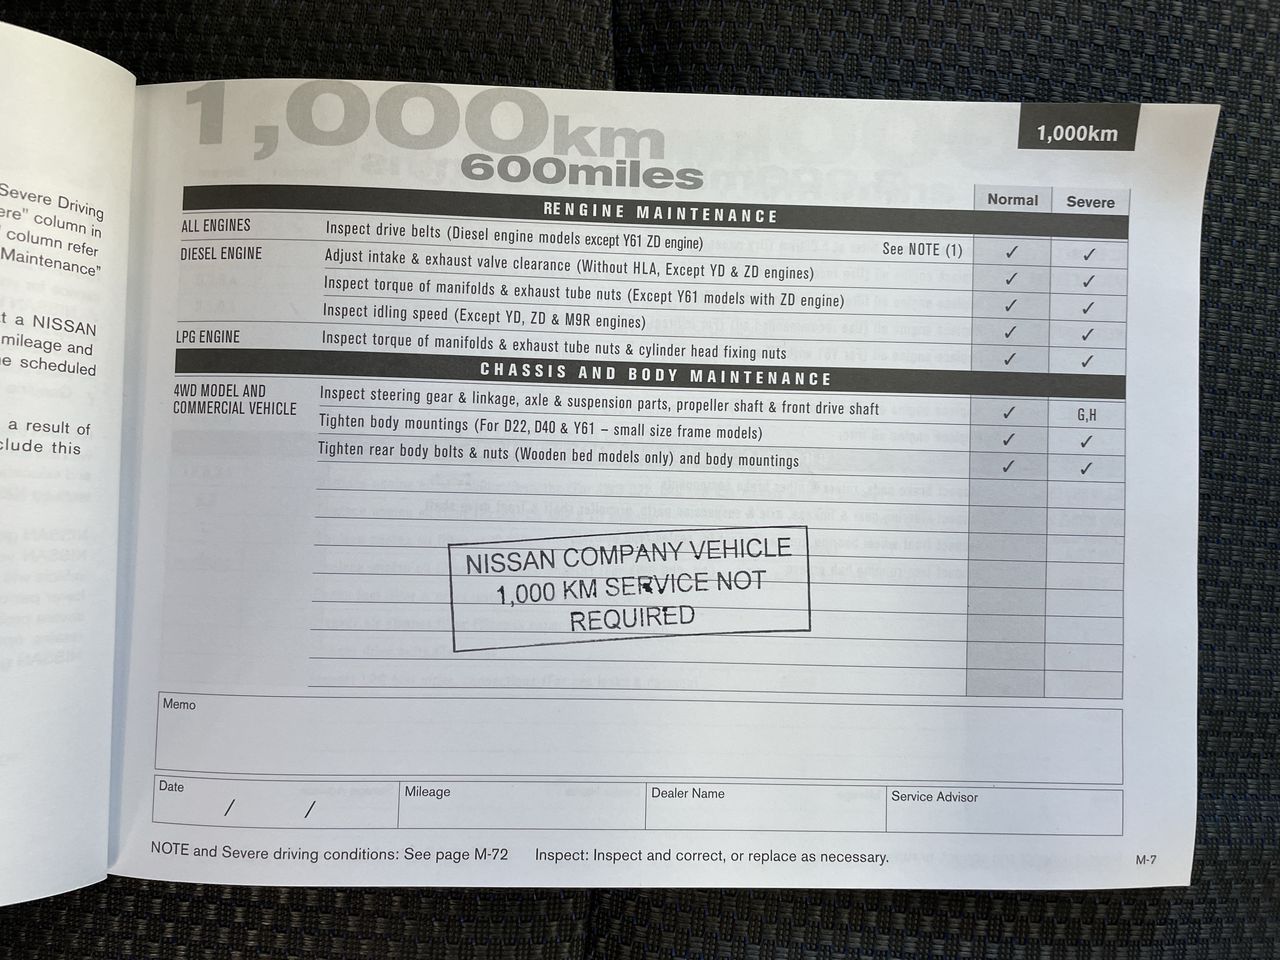 Severe Driving
ere" column in
column refer
Maintenance"
t a NISSAN
mileage and
e scheduled
a result of
clude this
1,000km
600miles
1,000km
Normal Severe
RENGINE MAINTENANCE
ALL ENGINES Inspect drive belts (Diesel engine models except Y61 ZD engine) See NOTE (1) ✓ ✓
DIESEL ENGINE Adjust intake & exhaust valve clearance (Without HLA, Except YD & ZD engines) ✓ ✓
Inspect torque of manifolds & exhaust tube nuts (Except Y61 models with ZD engine) ✓ ✓
Inspect idling speed (Except YD, ZD & M9R engines) ✓ ✓
LPG ENGINE Inspect torque of manifolds & exhaust tube nuts & cylinder head fixing nuts ✓ ✓
CHASSIS AND BODY MAINTENANCE
4WD MODEL AND
COMMERCIAL VEHICLE
Inspect steering gear & linkage, axle & suspension parts, propeller shaft & front drive shaft ✓ G,H
Tighten body mountings (For D22, D40 & Y61 – small size frame models) ✓ ✓
Tighten rear body bolts & nuts (Wooden bed models only) and body mountings ✓ ✓
NISSAN COMPANY VEHICLE
1,000 KM SERVICE NOT
REQUIRED
Memo
Date / / Mileage Dealer Name Service Advisor
NOTE and Severe driving conditions: See page M-72 Inspect: Inspect and correct, or replace as necessary.
M-7